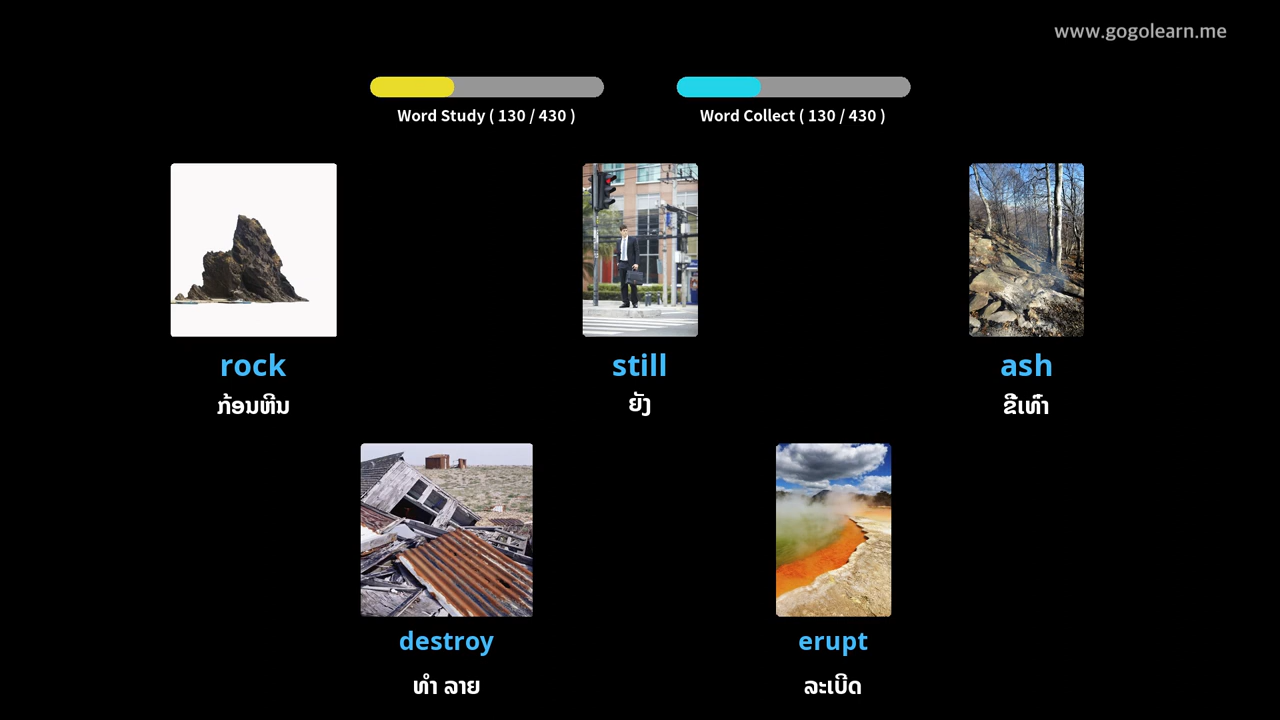 www.gogolearn.me
Word Study ( 130 / 430 )
Word Collect ( 130 / 430 )
rock
still
ash
ກ້ອນຫີນ
ຍັງ
ຂີ້ເທົ່າ
destroy
erupt
ທຳ ລາຍ
ລະເບີດ